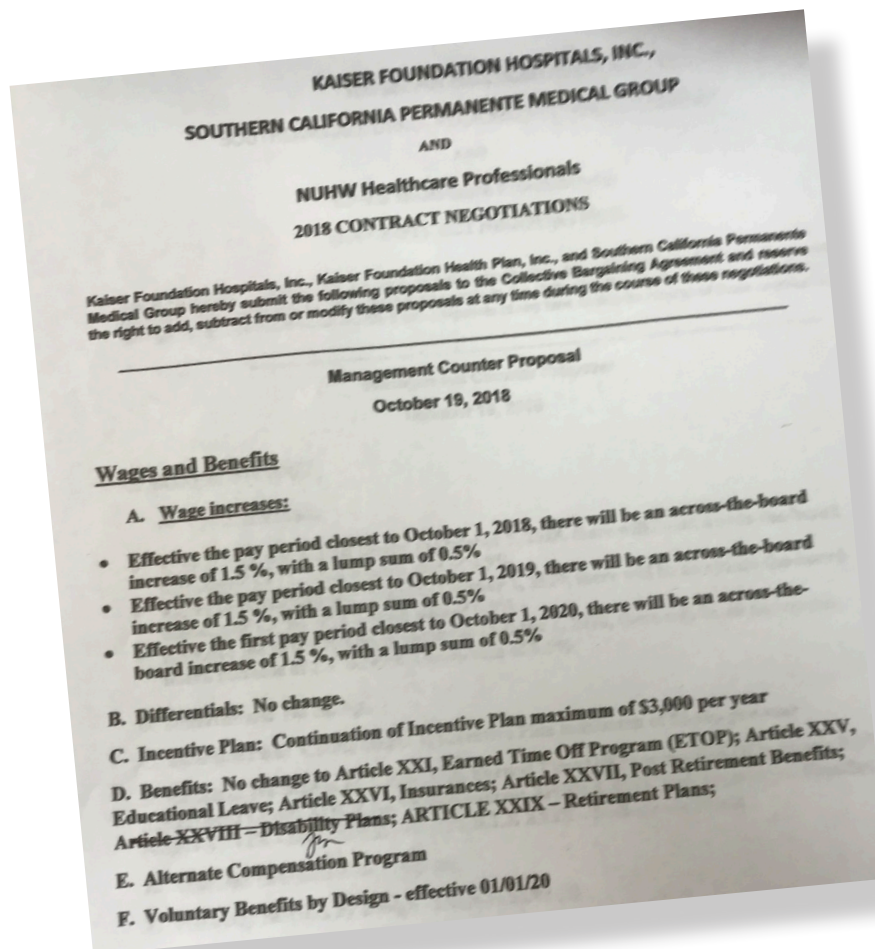 KAISER FOUNDATION HOSPITALS, INC.,
SOUTHERN CALIFORNIA PERMANENTE MEDICAL GROUP
AND
NUHW Healthcare Professionals
2018 CONTRACT NEGOTIATIONS
Kaiser Foundation Hospitals, Inc., Kaiser Foundation Health Plan, Inc., and Southern California Permanente
Medical Group hereby submit the following proposals to the Collective Bargaining Agreement and reserve
the right to add, subtract from or modify these proposals at any time during the course of these negotiations.
Management Counter Proposal
October 19, 2018
Wages and Benefits
A. Wage increases:
• Effective the pay period closest to October 1, 2018, there will be an across-the-board
increase of 1.5 %, with a lump sum of 0.5%
• Effective the pay period closest to October 1, 2019, there will be an across-the-board
increase of 1.5 %, with a lump sum of 0.5%
• Effective the first pay period closest to October 1, 2020, there will be an across-the-
board increase of 1.5 %, with a lump sum of 0.5%
B. Differentials: No change.
C. Incentive Plan: Continuation of Incentive Plan maximum of $3,000 per year
D. Benefits: No change to Article XXI, Earned Time Off Program (ETOP); Article XXV,
Educational Leave; Article XXVI, Insurances; Article XXVII, Post Retirement Benefits;
Article XXVIII – Disability Plans; ARTICLE XXIX – Retirement Plans;
E. Alternate Compensation Program
F. Voluntary Benefits by Design - effective 01/01/20